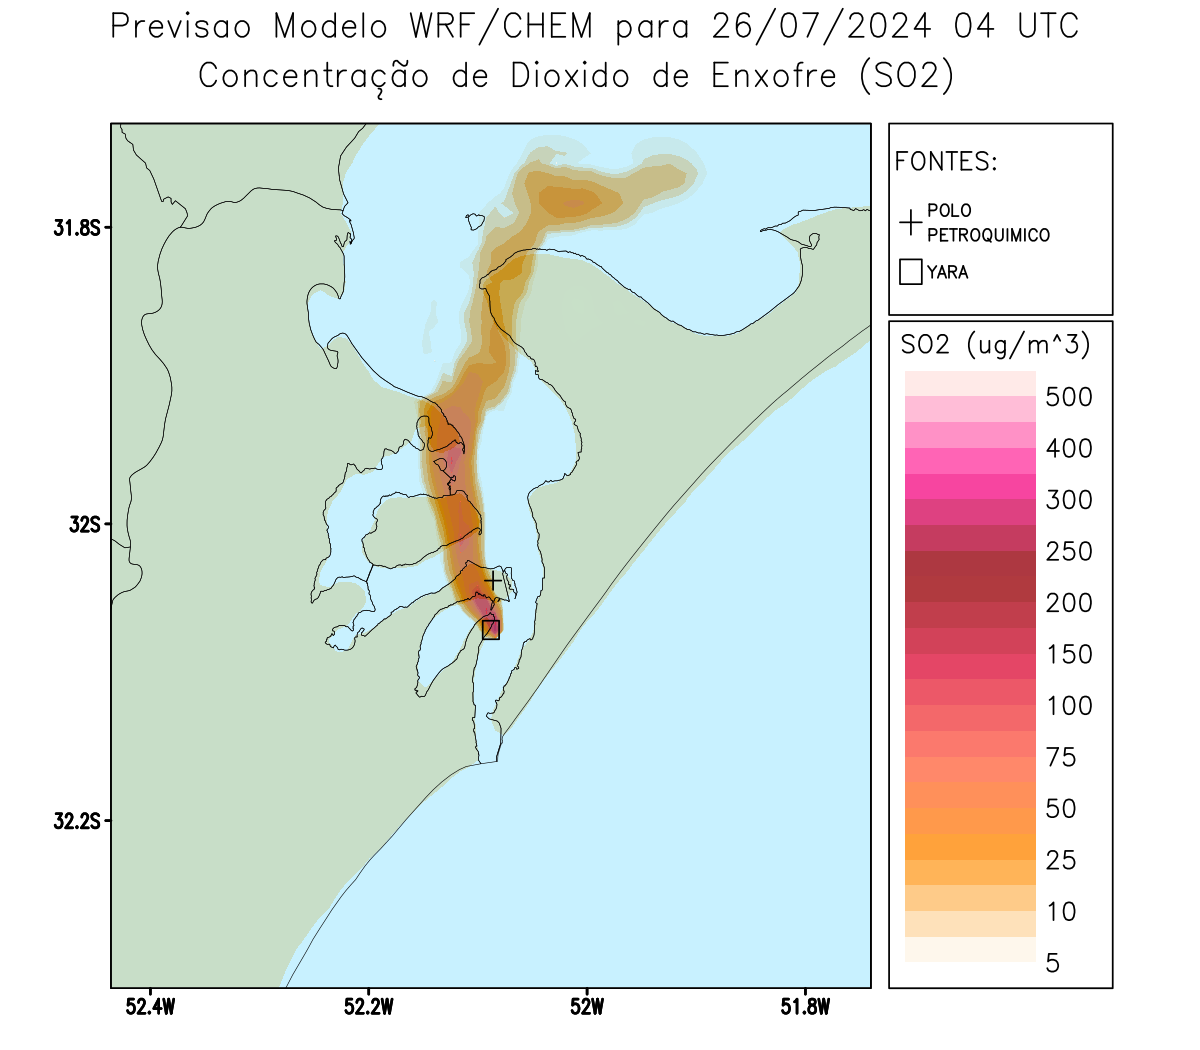 Previsao Modelo WRF/CHEM para 26/07/2024 04 UTC
Concentração de Dioxido de Enxofre (SO2)
FONTES:
POLO
PETROQUIMICO
YARA
SO2 (ug/m^3)
500
400
300
250
200
150
100
75
50
25
10
5
31.8S
32S
32.2S
52.4W
52.2W
52W
51.8W